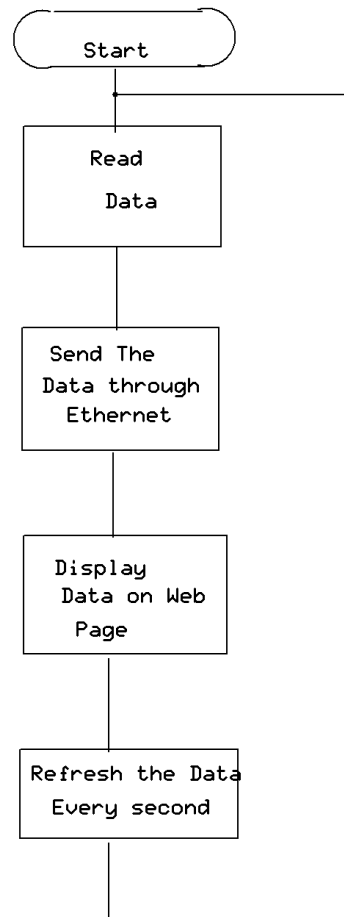 Start
Read
Data
Send The
Data through
Ethernet
Display
Data on Web
Page
Refresh the Data
Every second